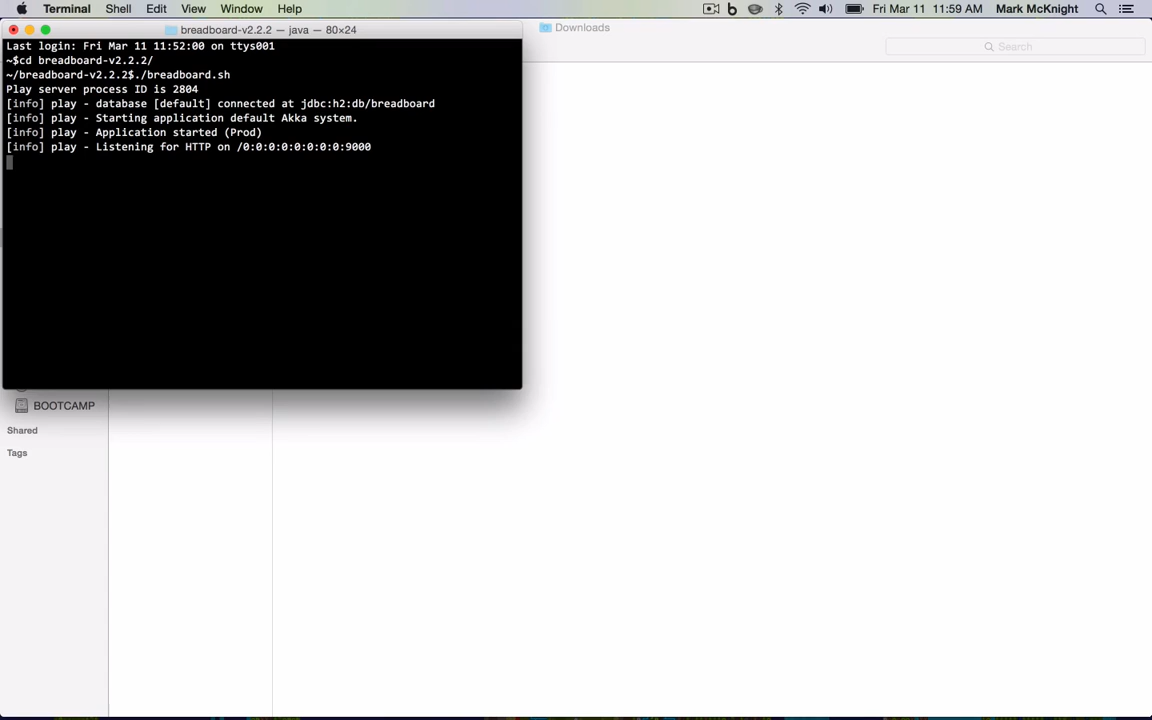 Terminal Shell Edit View Window Help Fri Mar 11 11:59 AM Mark McKnight
breadboard-v2.2.2 — java — 80×24
Downloads
Search
Last login: Fri Mar 11 11:52:00 on ttys001
~$cd breadboard-v2.2.2/
~/breadboard-v2.2.2$./breadboard.sh
Play server process ID is 2804
[info] play - database [default] connected at jdbc:h2:db/breadboard
[info] play - Starting application default Akka system.
[info] play - Application started (Prod)
[info] play - Listening for HTTP on /0:0:0:0:0:0:0:0:9000
BOOTCAMP
Shared
Tags